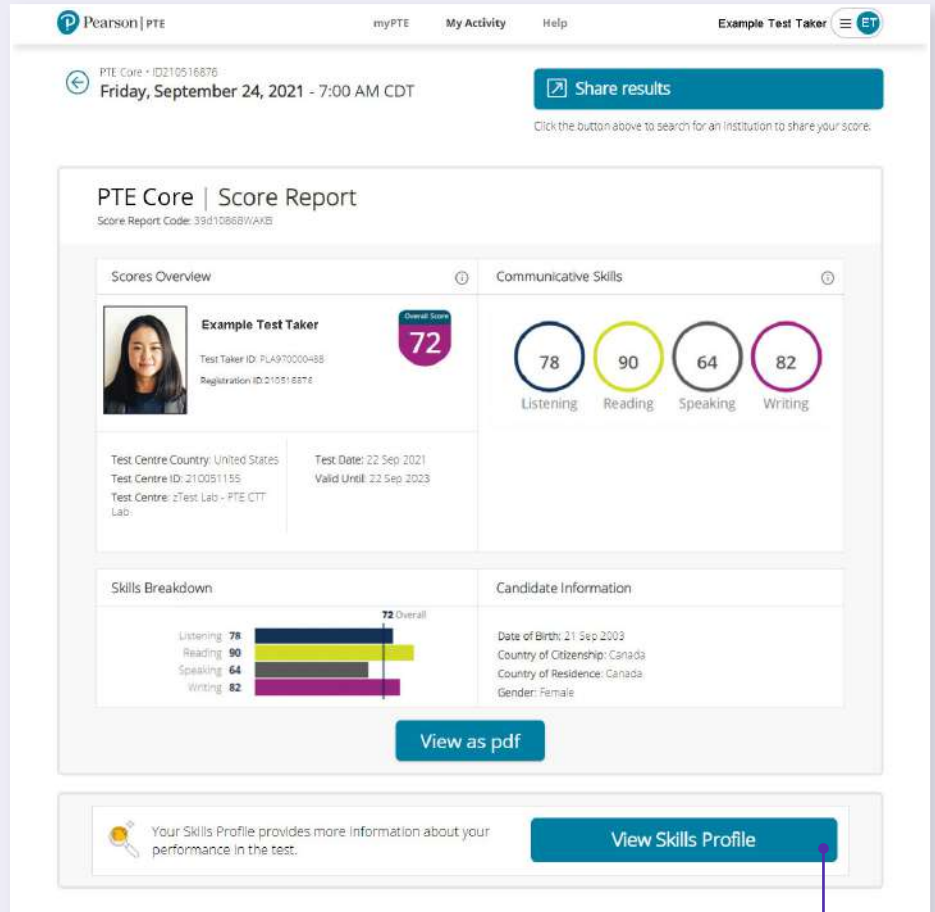 Pearson | PTE
myPTE My Activity Help Example Test Taker ET
PTE Core • ID210516876
Friday, September 24, 2021 - 7:00 AM CDT
Share results
Click the button above to search for an institution to share your score.
PTE Core | Score Report
Score Report Code: 39d10868WAKB
Scores Overview
Example Test Taker
Test Taker ID: PLA970000488
Registration ID:210516876
Overall Score
72
Test Centre Country: United States
Test Centre ID: 210051155
Test Centre: zTest Lab - PTE CTT
Lab
Test Date: 22 Sep 2021
Valid Until: 22 Sep 2023
Communicative Skills
78 90 64 82
Listening Reading Speaking Writing
Skills Breakdown
72 Overall
Listening 78
Reading 90
Speaking 64
Writing 82
Candidate Information
Date of Birth: 21 Sep 2003
Country of Citizenship: Canada
Country of Residence: Canada
Gender: Female
View as pdf
Your Skills Profile provides more information about your
performance in the test.
View Skills Profile